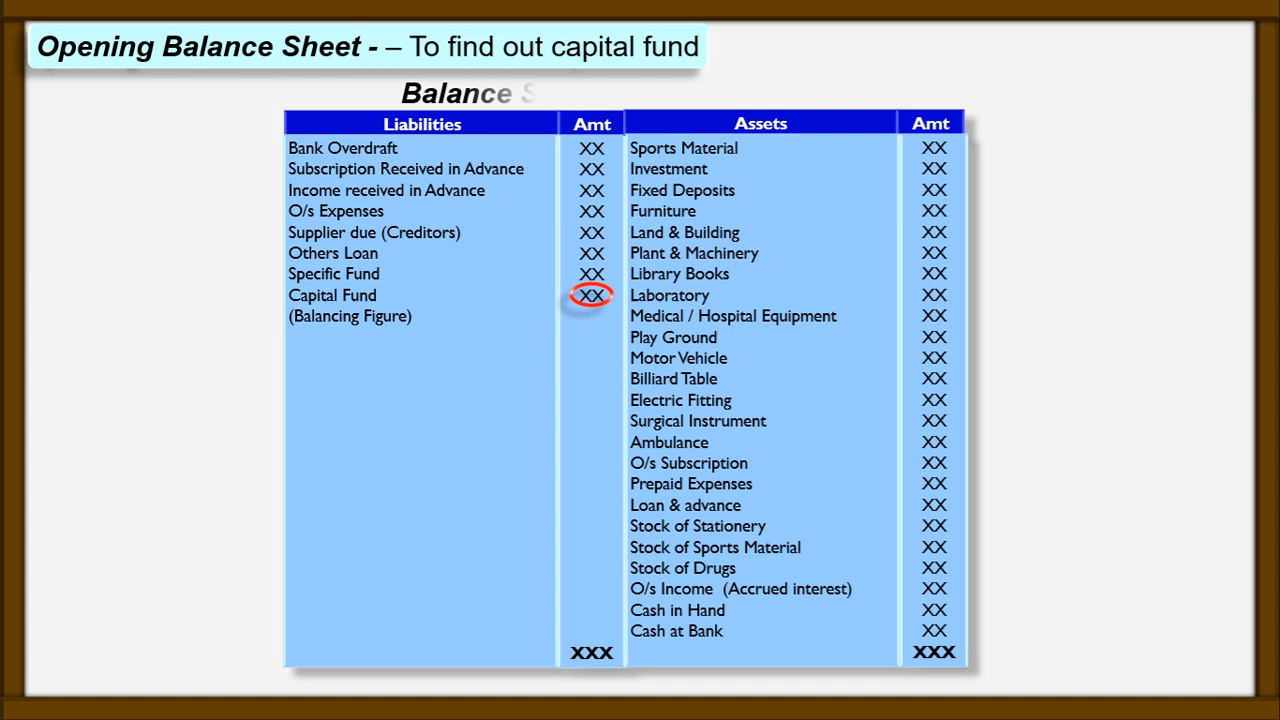 Opening Balance Sheet - – To find out capital fund
Balance S
Liabilities Amt Assets Amt
Bank Overdraft XX Sports Material XX
Subscription Received in Advance XX Investment XX
Income received in Advance XX Fixed Deposits XX
O/s Expenses XX Furniture XX
Supplier due (Creditors) XX Land & Building XX
Others Loan XX Plant & Machinery XX
Specific Fund XX Library Books XX
Capital Fund XX Laboratory XX
(Balancing Figure) Medical / Hospital Equipment XX
Play Ground XX
Motor Vehicle XX
Billiard Table XX
Electric Fitting XX
Surgical Instrument XX
Ambulance XX
O/s Subscription XX
Prepaid Expenses XX
Loan & advance XX
Stock of Stationery XX
Stock of Sports Material XX
Stock of Drugs XX
O/s Income (Accrued interest) XX
Cash in Hand XX
Cash at Bank XX
XXX XXX